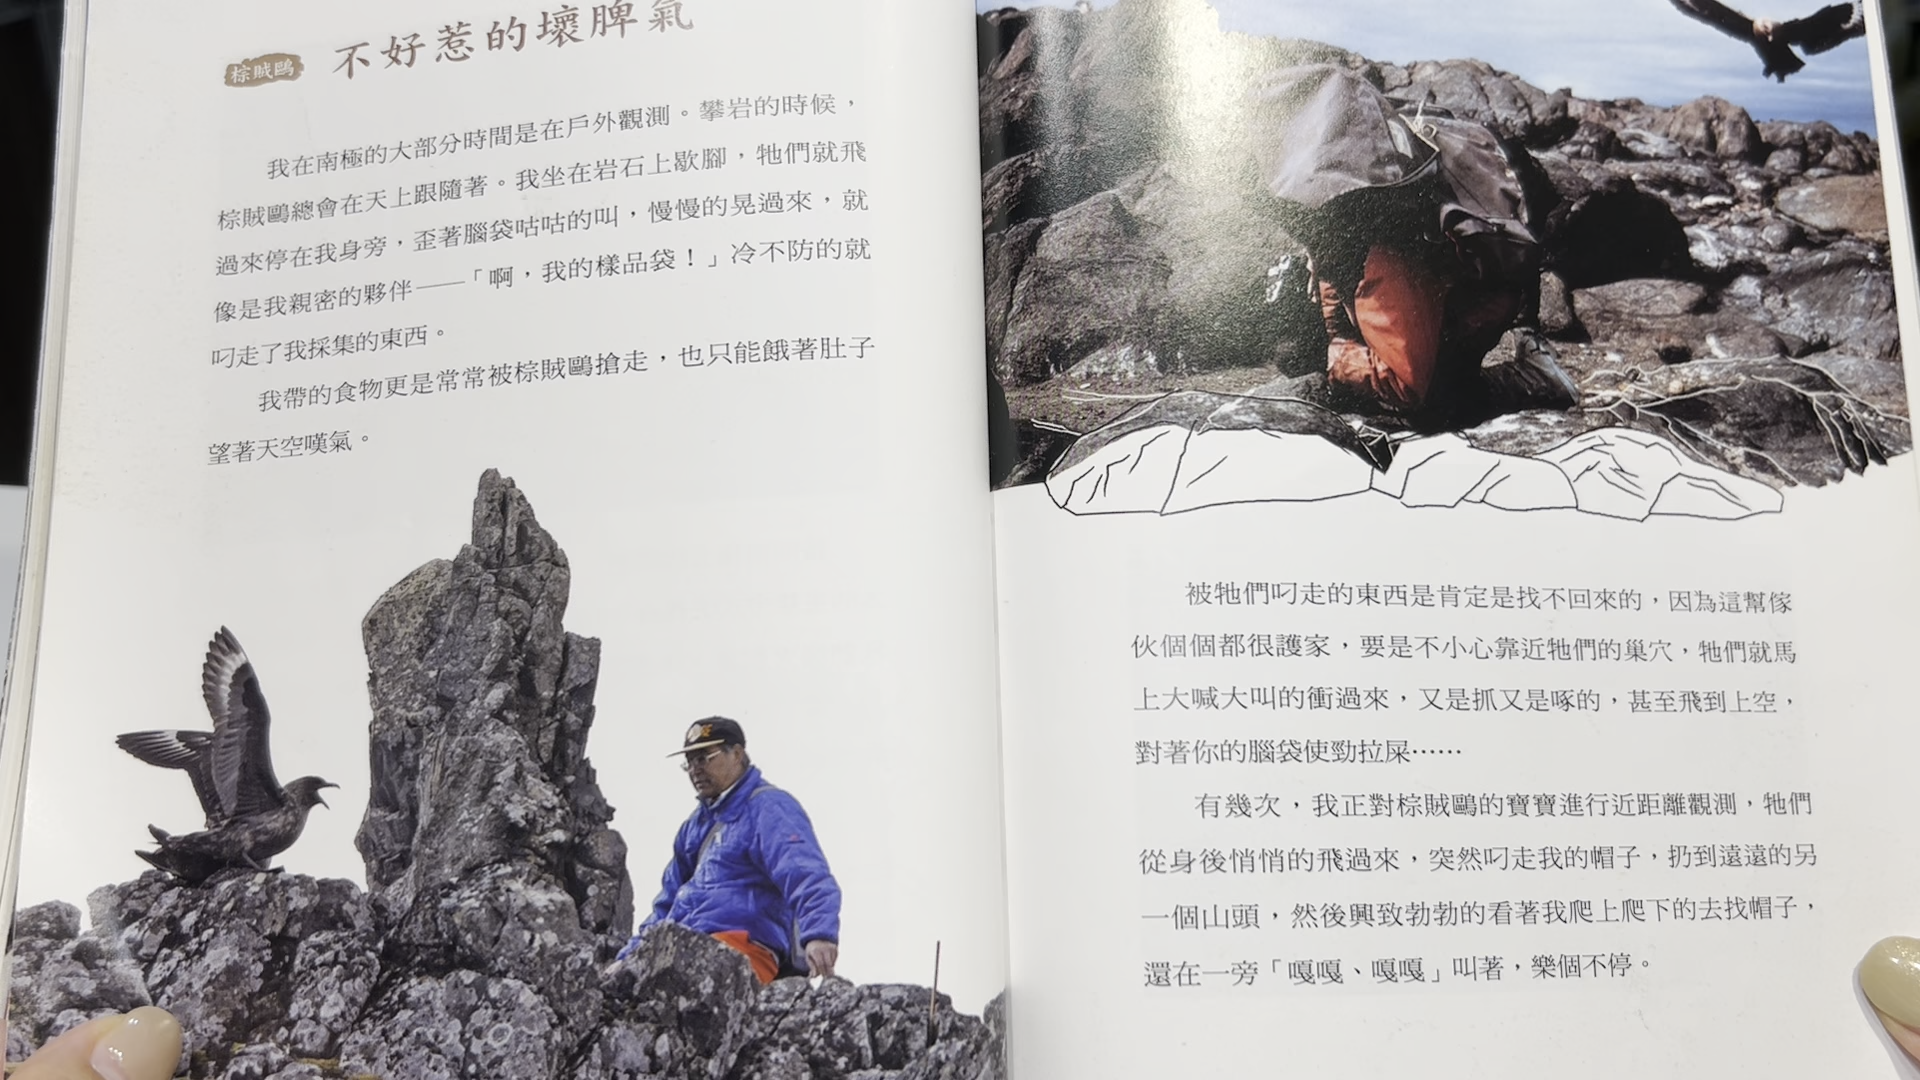 棕賊鷗
不好惹的壞脾氣
我在南極的大部分時間是在戶外觀測。攀岩的時候，
棕賊鷗總會在天上跟隨著。我坐在岩石上歇腳，牠們就飛
過來停在我身旁，歪著腦袋咕咕的叫，慢慢的晃過來，就
像是我親密的夥伴——「啊，我的樣品袋！」冷不防的就
叼走了我採集的東西。
我帶的食物更是常常被棕賊鷗搶走，也只能餓著肚子
望著天空嘆氣。
被牠們叼走的東西是肯定是找不回來的，因為這幫傢
伙個個都很護家，要是不小心靠近牠們的巢穴，牠們就馬
上大喊大叫的衝過來，又是抓又是啄的，甚至飛到上空，
對著你的腦袋使勁拉屎……
有幾次，我正對棕賊鷗的寶寶進行近距離觀測，牠們
從身後悄悄的飛過來，突然叼走我的帽子，扔到遠遠的另
一個山頭，然後興致勃勃的看著我爬上爬下的去找帽子，
還在一旁「嘎嘎、嘎嘎」叫著，樂個不停。